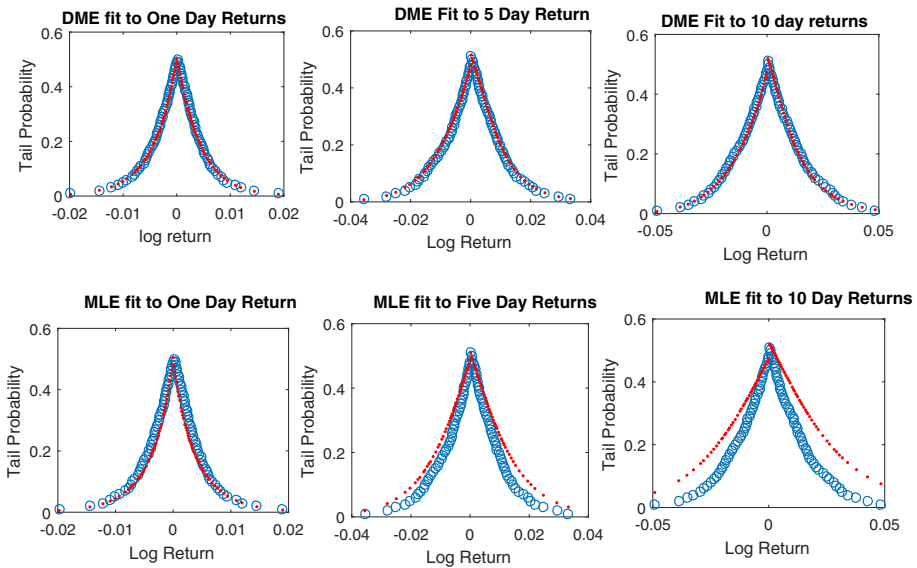 DME fit to One Day Returns
0.6
0.4
0.2
0
Tail Probability
-0.02
-0.01
0
0.01
0.02
log return
DME Fit to 5 Day Return
0.6
0.4
0.2
0
Tail Probability
-0.04
-0.02
0
0.02
0.04
Log Return
DME Fit to 10 day returns
0.6
0.4
0.2
0
Tail Probability
-0.05
0
0.05
Log Return
MLE fit to One Day Return
0.6
0.4
0.2
0
Tail Probability
-0.02
-0.01
0
0.01
0.02
Log Return
MLE fit to Five Day Returns
0.6
0.4
0.2
0
Tail Probability
-0.04
-0.02
0
0.02
0.04
Log Return
MLE fit to 10 Day Returns
0.6
0.4
0.2
0
Tail Probability
-0.05
0
0.05
Log Return